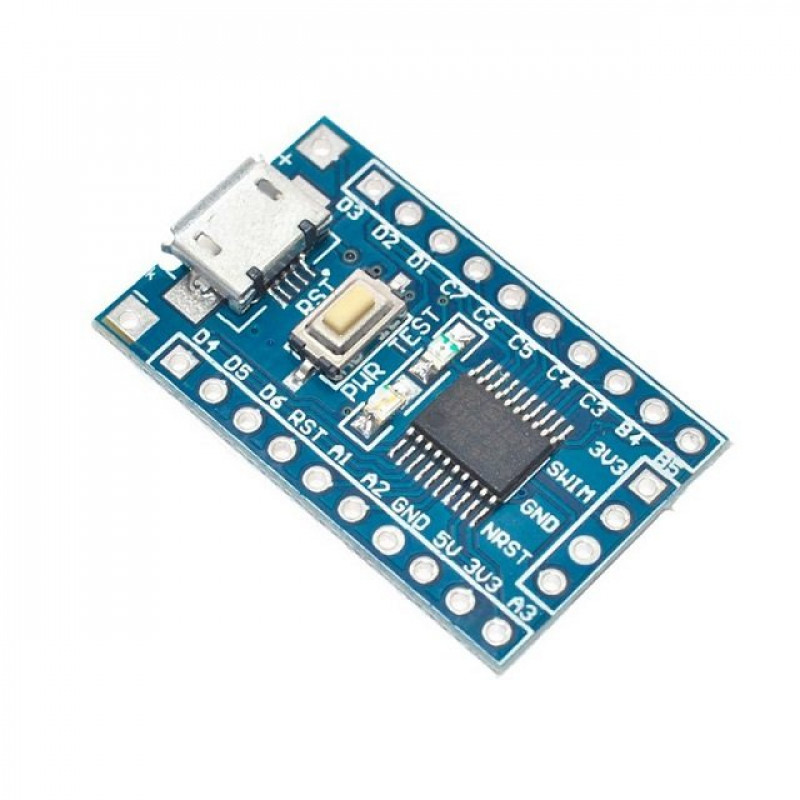 +
D3 D2 D1 C7 C6 C5 C4 C3 B4 B5
RST
TEST
PWR
-
D4 D5 D6 RST A1 A2 GND 5V 3V3 A3
3V3
SWIM
GND
NRST